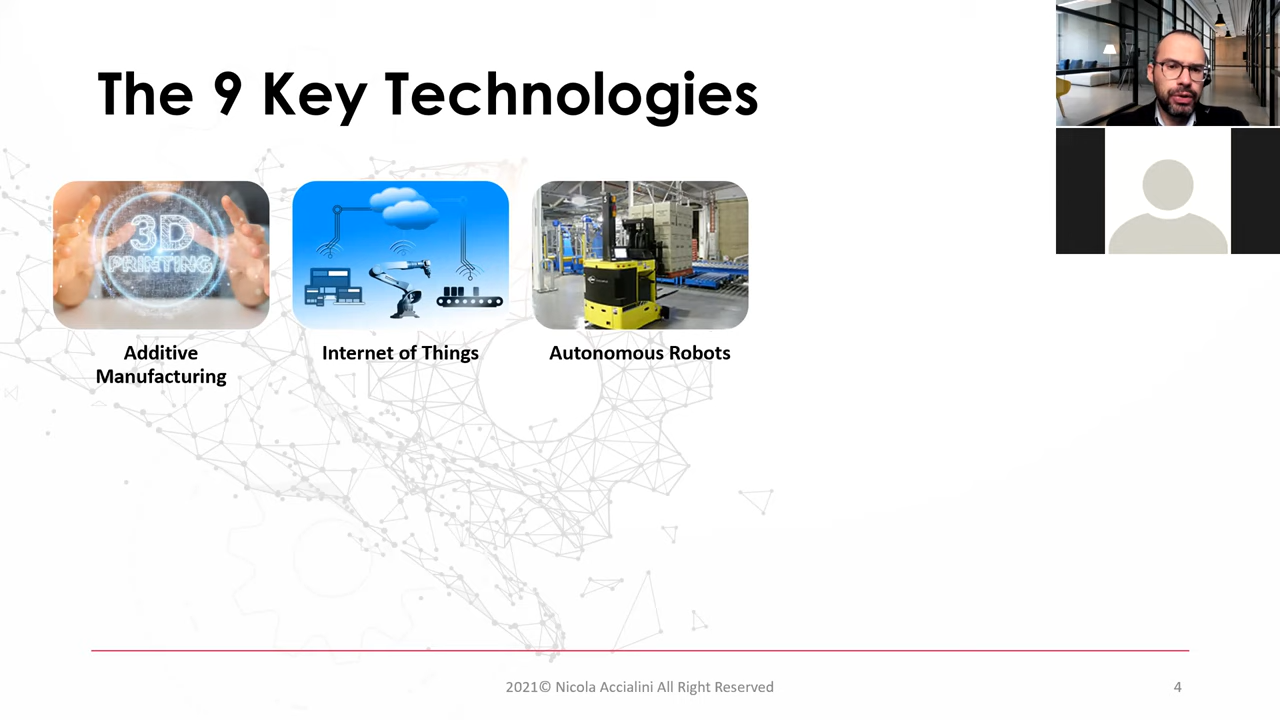 The 9 Key Technologies
3D
PRINTING
Additive
Manufacturing
Internet of Things
Autonomous Robots
2021© Nicola Accialini All Right Reserved
4